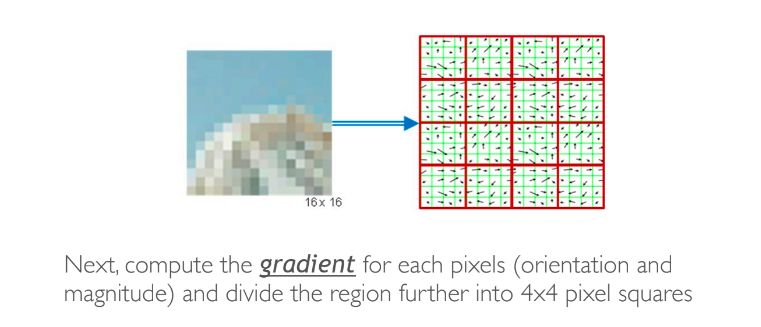 16x 16
Next, compute the gradient for each pixels (orientation and
magnitude) and divide the region further into 4x4 pixel squares